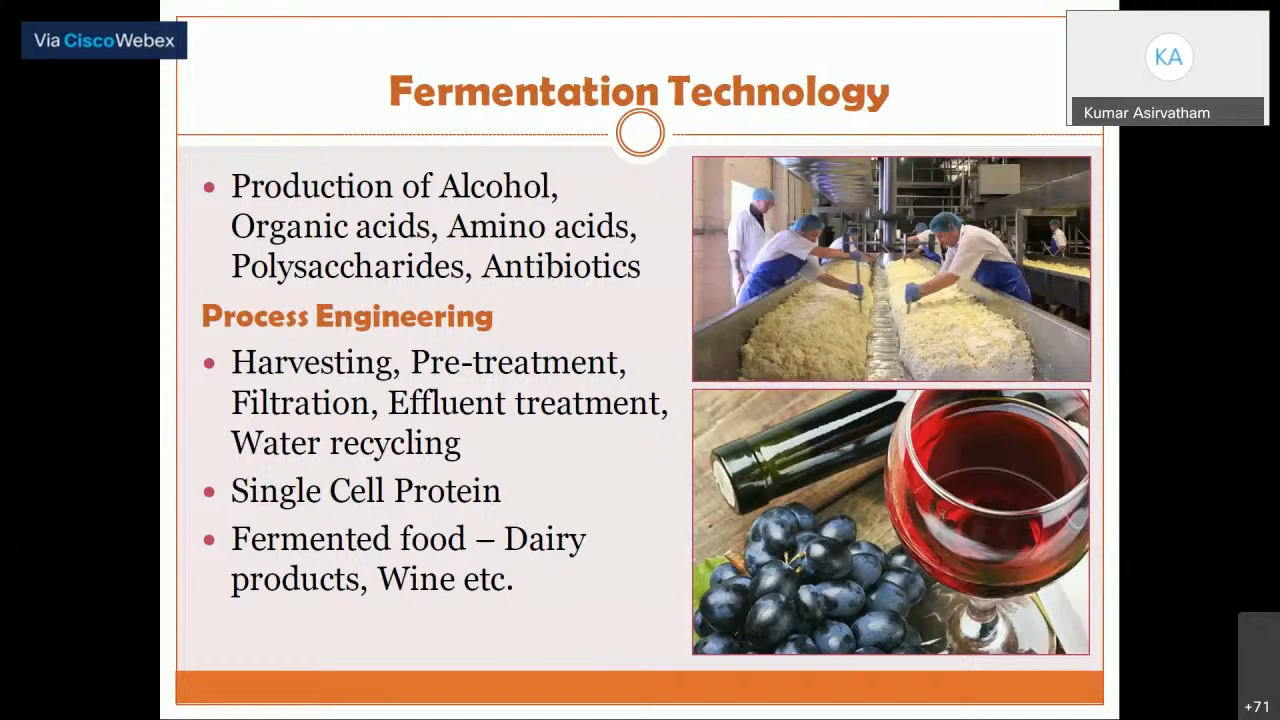 Via CiscoWebex
KA
Kumar Asirvatham
Fermentation Technology
• Production of Alcohol,
Organic acids, Amino acids,
Polysaccharides, Antibiotics
Process Engineering
• Harvesting, Pre-treatment,
Filtration, Effluent treatment,
Water recycling
• Single Cell Protein
• Fermented food – Dairy
products, Wine etc.
+71